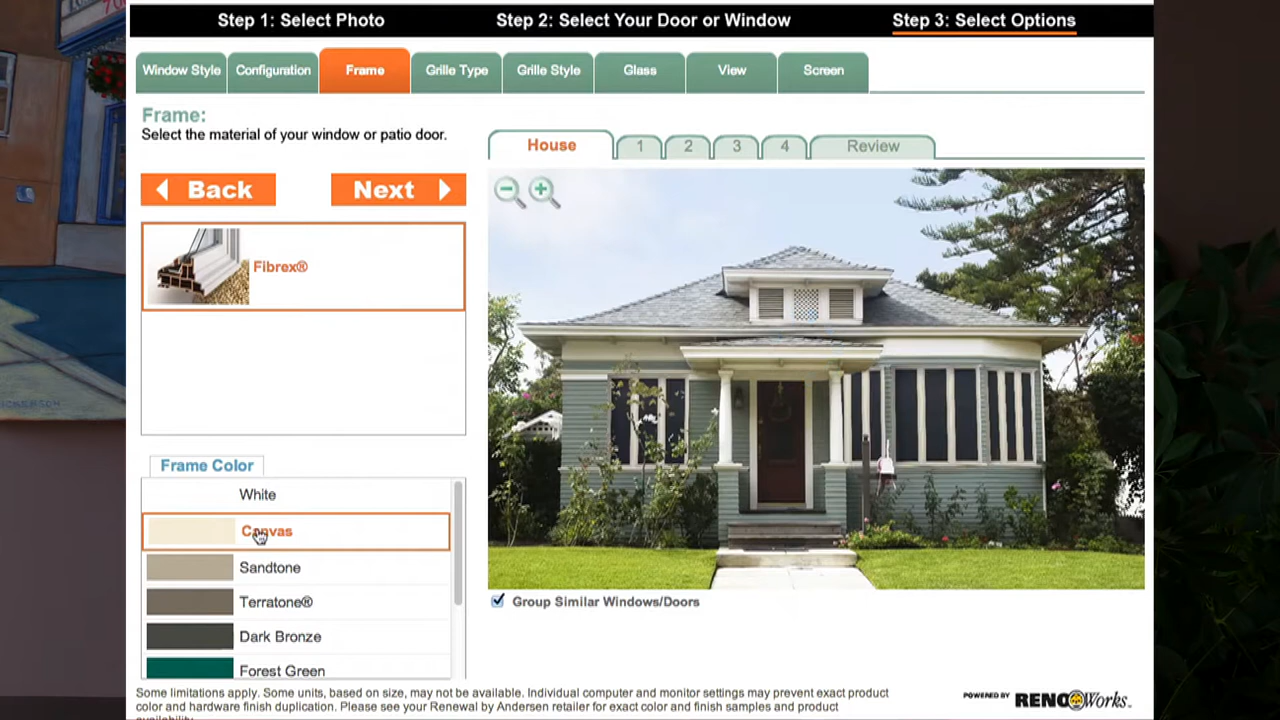 Step 1: Select Photo
Step 2: Select Your Door or Window
Step 3: Select Options
Window Style
Configuration
Frame
Grille Type
Grille Style
Glass
View
Screen
Frame:
Select the material of your window or patio door.
Back
Next
Fibrex®
Frame Color
White
Canvas
Sandtone
Terratone®
Dark Bronze
Forest Green
House
1
2
3
4
Review
Group Similar Windows/Doors
Some limitations apply. Some units, based on size, may not be available. Individual computer and monitor settings may prevent exact product
color and hardware finish duplication. Please see your Renewal by Andersen retailer for exact color and finish samples and product
availability.
POWERED BY RENOWorks